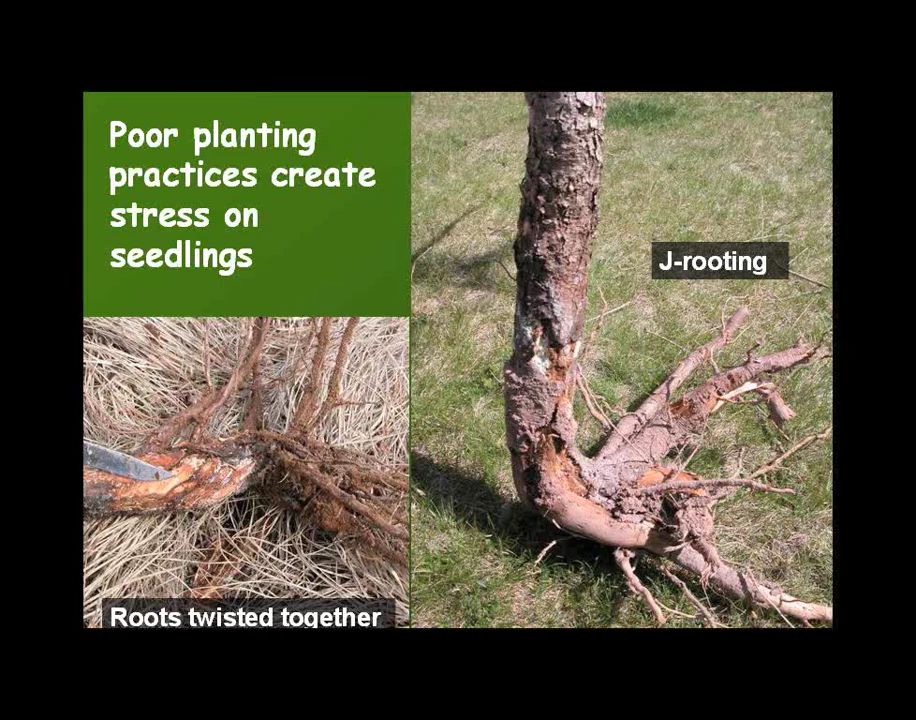 Poor planting
practices create
stress on
seedlings
J-rooting
Roots twisted together